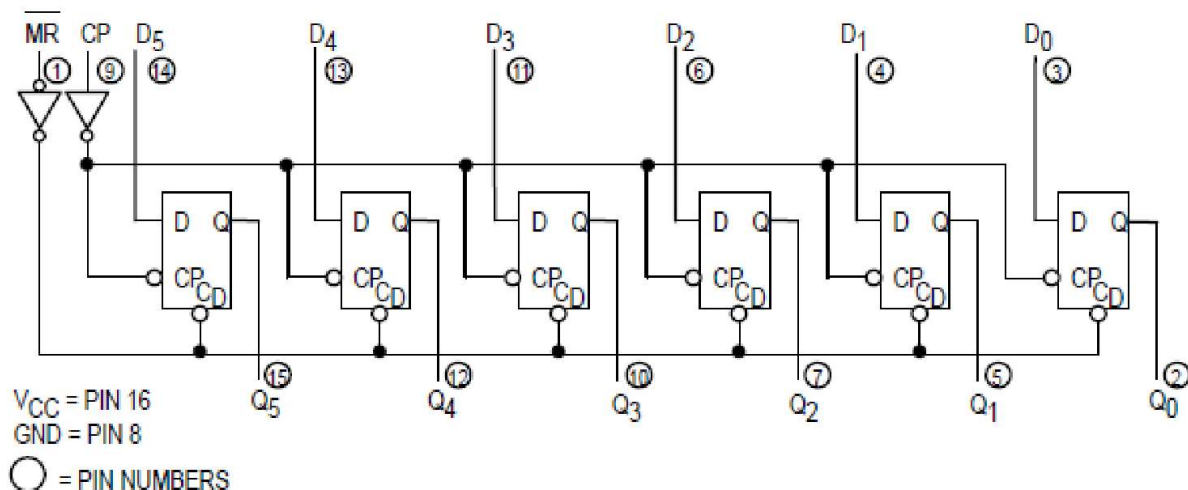 M̅R̅ CP D5 D4 D3 D2 D1 D0
1 9 14 13 11 6 4 3
D Q D Q D Q D Q D Q D Q
CP CP CP CP CP CP
CD CD CD CD CD CD
15 12 10 7 5 2
Q5 Q4 Q3 Q2 Q1 Q0
VCC = PIN 16
GND = PIN 8
= PIN NUMBERS